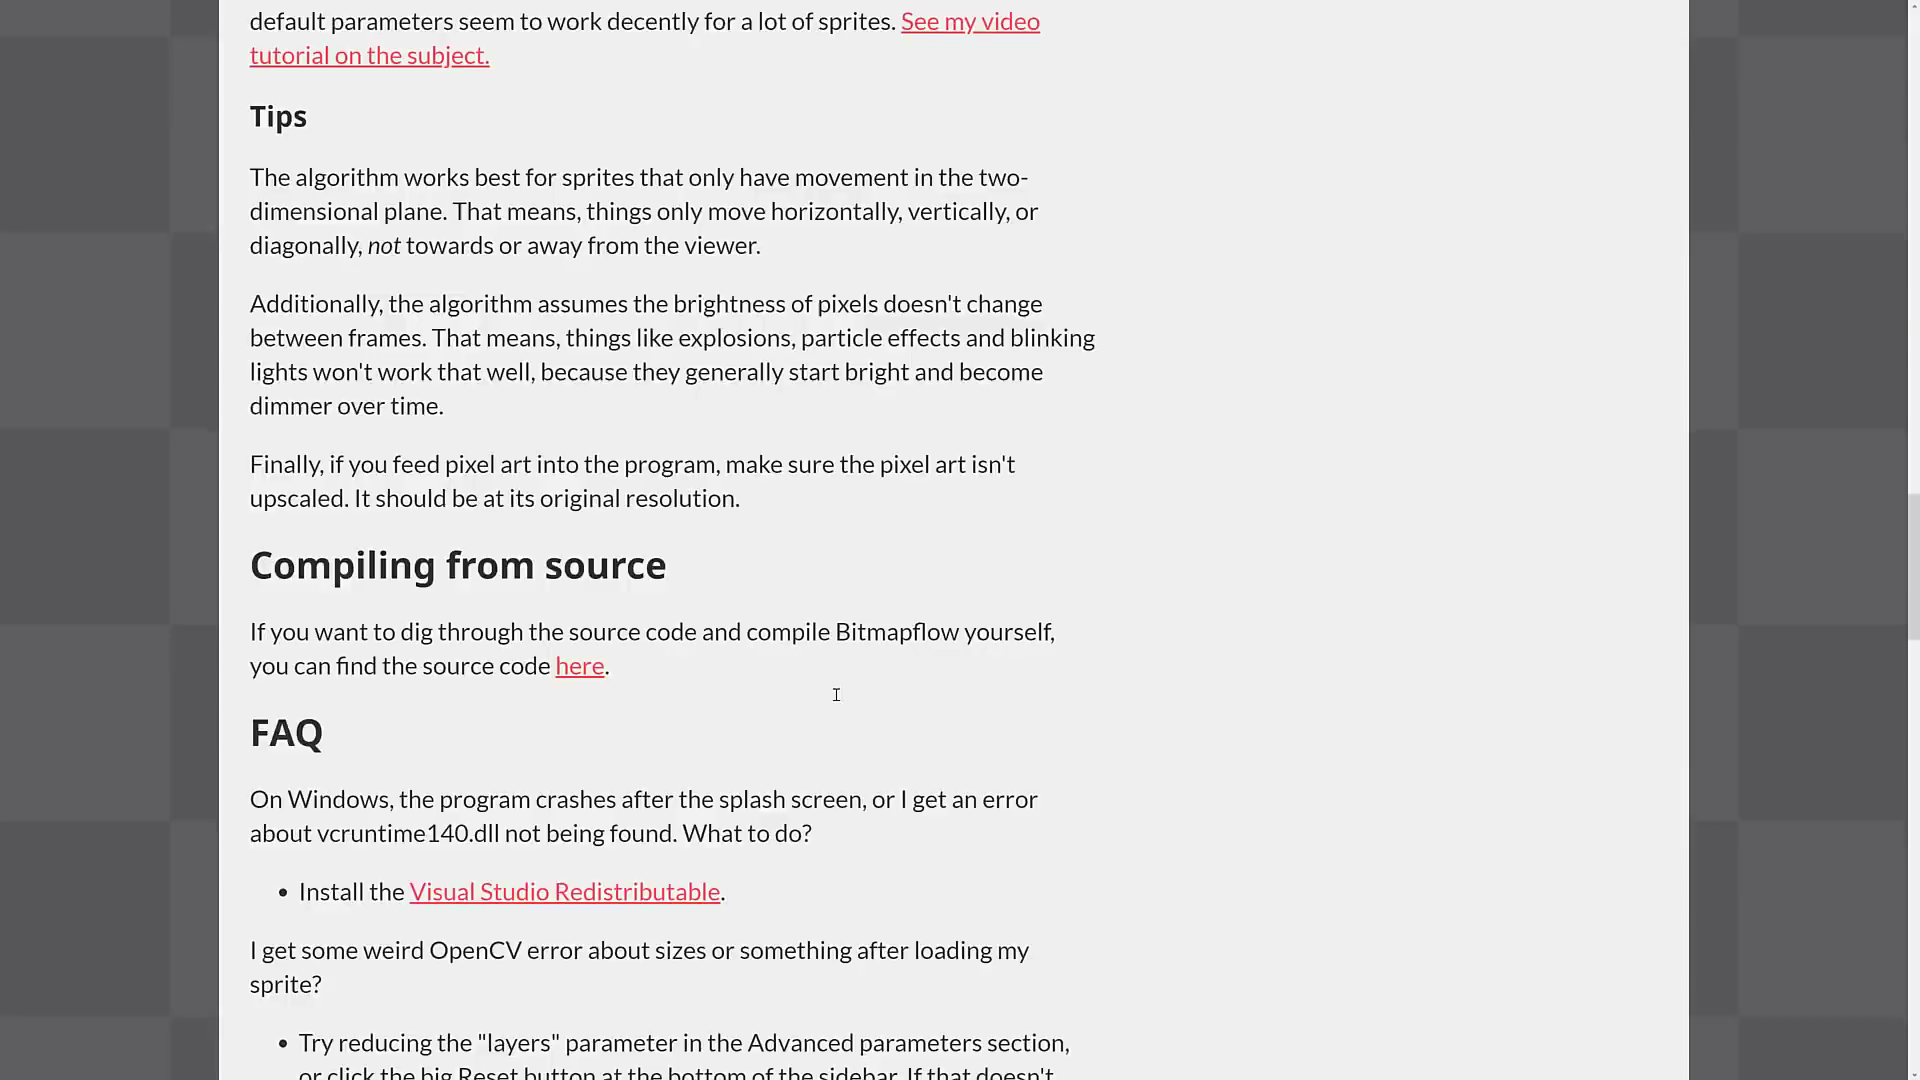 default parameters seem to work decently for a lot of sprites. See my video
tutorial on the subject.
Tips
The algorithm works best for sprites that only have movement in the two-
dimensional plane. That means, things only move horizontally, vertically, or
diagonally, not towards or away from the viewer.
Additionally, the algorithm assumes the brightness of pixels doesn't change
between frames. That means, things like explosions, particle effects and blinking
lights won't work that well, because they generally start bright and become
dimmer over time.
Finally, if you feed pixel art into the program, make sure the pixel art isn't
upscaled. It should be at its original resolution.
Compiling from source
If you want to dig through the source code and compile Bitmapflow yourself,
you can find the source code here.
FAQ
On Windows, the program crashes after the splash screen, or I get an error
about vcruntime140.dll not being found. What to do?
• Install the Visual Studio Redistributable.
I get some weird OpenCV error about sizes or something after loading my
sprite?
• Try reducing the "layers" parameter in the Advanced parameters section,
or click the big Reset button at the bottom of the sidebar. If that doesn't